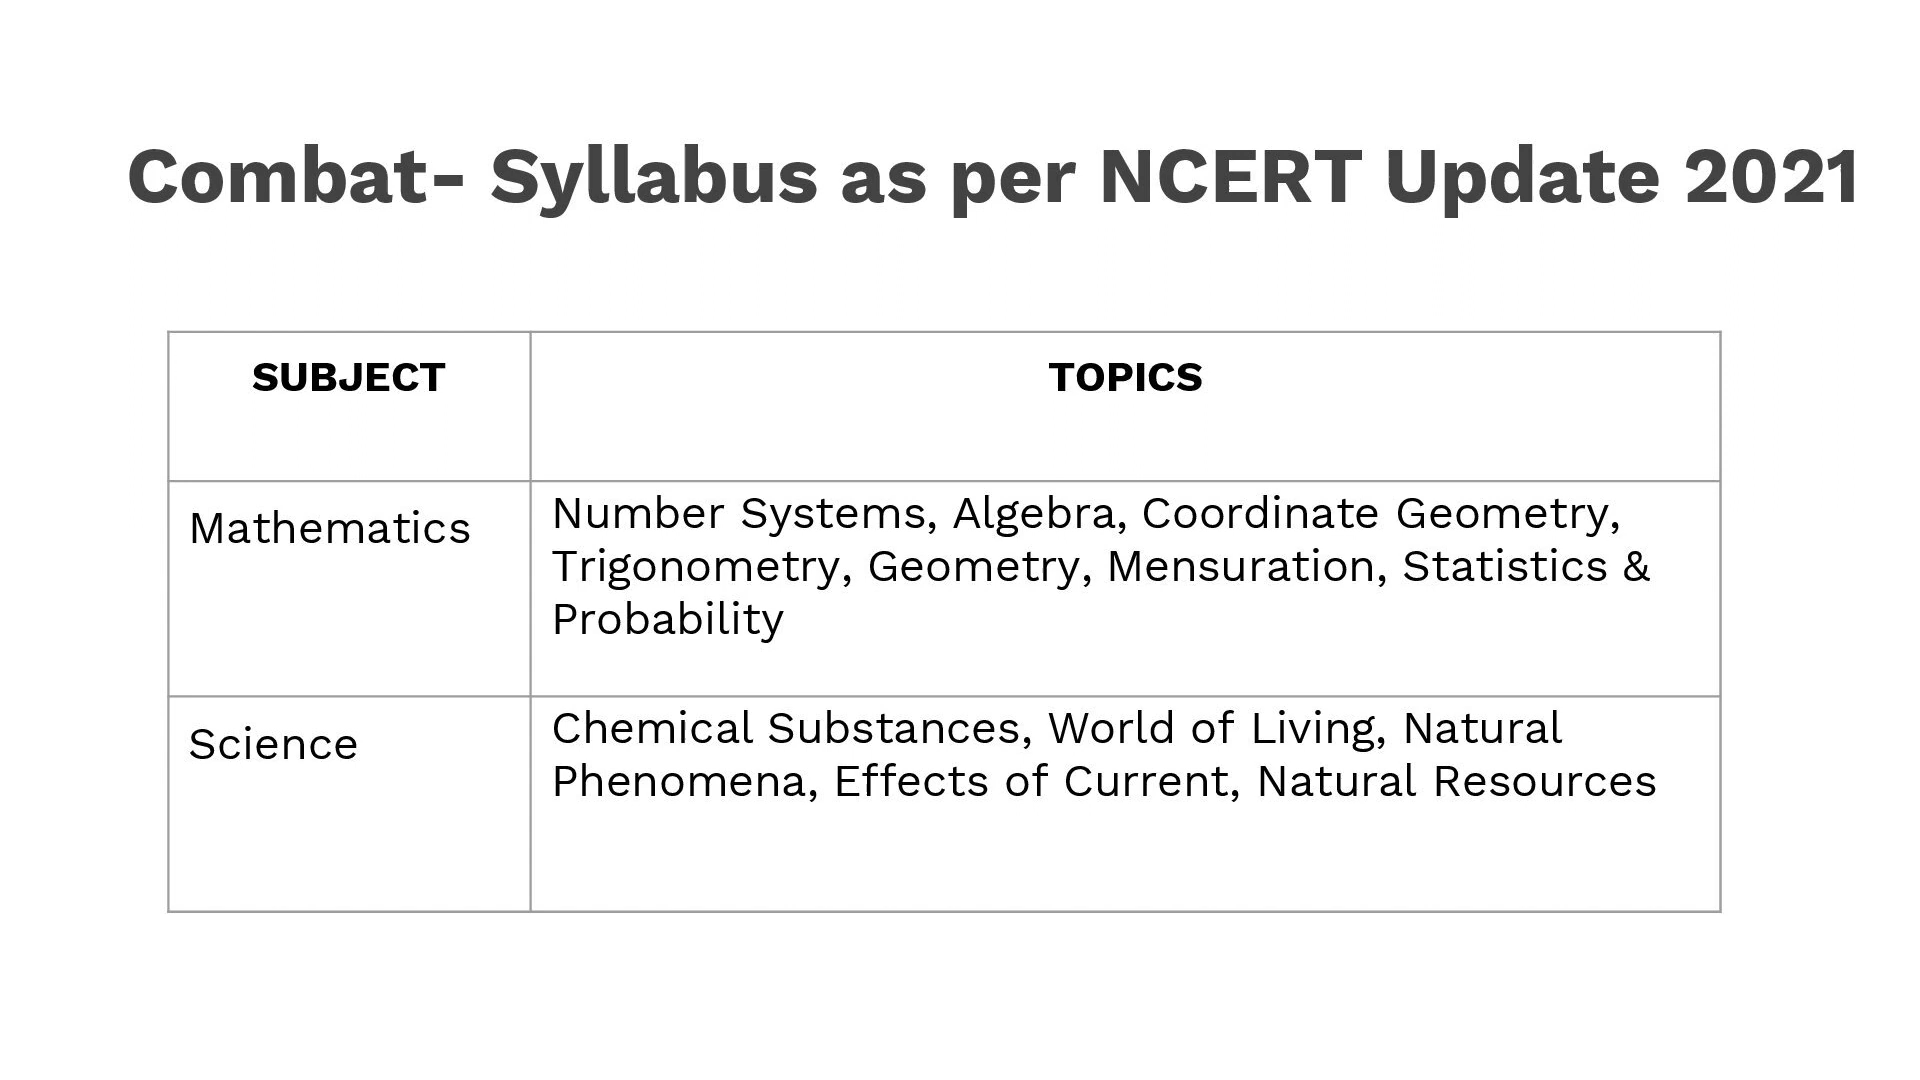 Combat- Syllabus as per NCERT Update 2021
SUBJECT
TOPICS
Mathematics
Number Systems, Algebra, Coordinate Geometry,
Trigonometry, Geometry, Mensuration, Statistics &
Probability
Science
Chemical Substances, World of Living, Natural
Phenomena, Effects of Current, Natural Resources